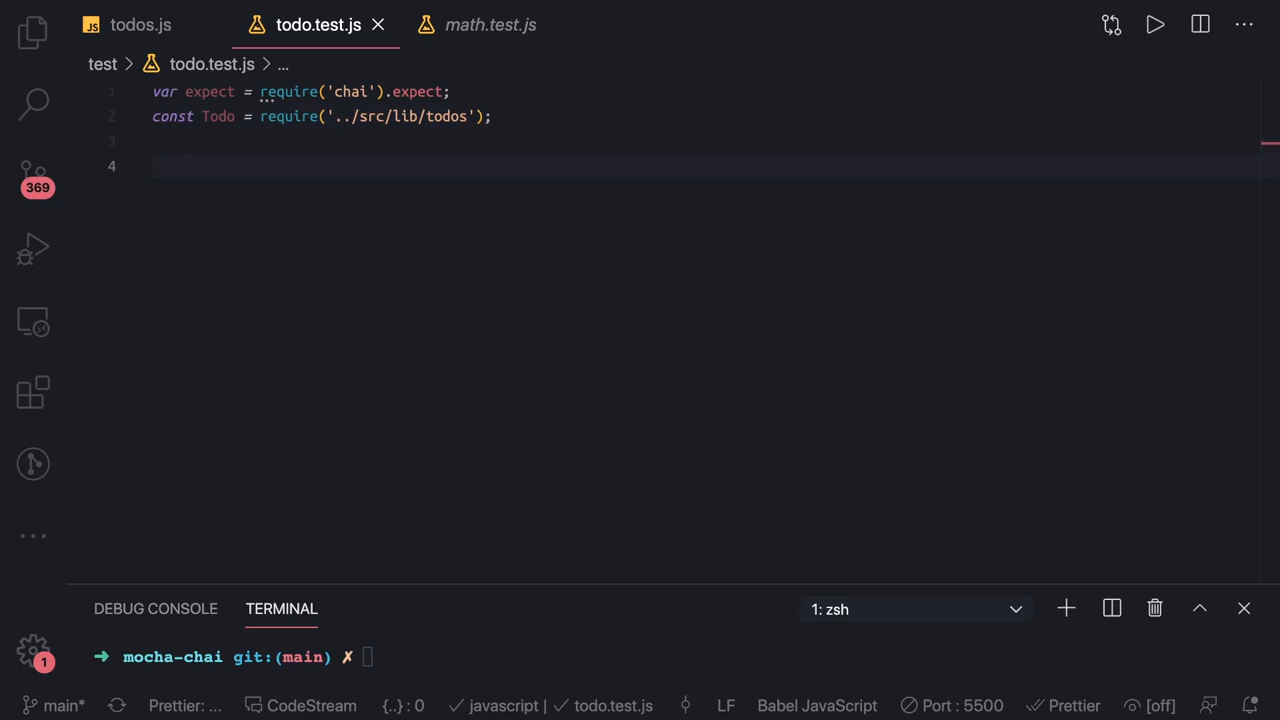 JS todos.js todo.test.js math.test.js
test > todo.test.js > ...
1 var expect = require('chai').expect;
2 const Todo = require('../src/lib/todos');
3
4
369
DEBUG CONSOLE TERMINAL 1: zsh
mocha-chai git:(main) ✗
1
main* Prettier: ... CodeStream {..} : 0 javascript | todo.test.js LF Babel JavaScript Port : 5500 Prettier [off]